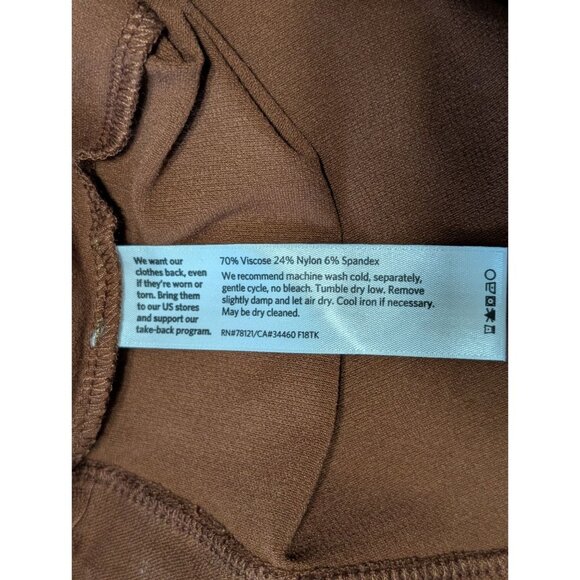 We want our
clothes back, even
if they're worn or
torn. Bring them
to our US stores
and support our
take-back program.
70% Viscose 24% Nylon 6% Spandex
We recommend machine wash cold, separately,
gentle cycle, no bleach. Tumble dry low. Remove
slightly damp and let air dry. Cool iron if necessary.
May be dry cleaned.
RN#78121/CA#34460 F18TK